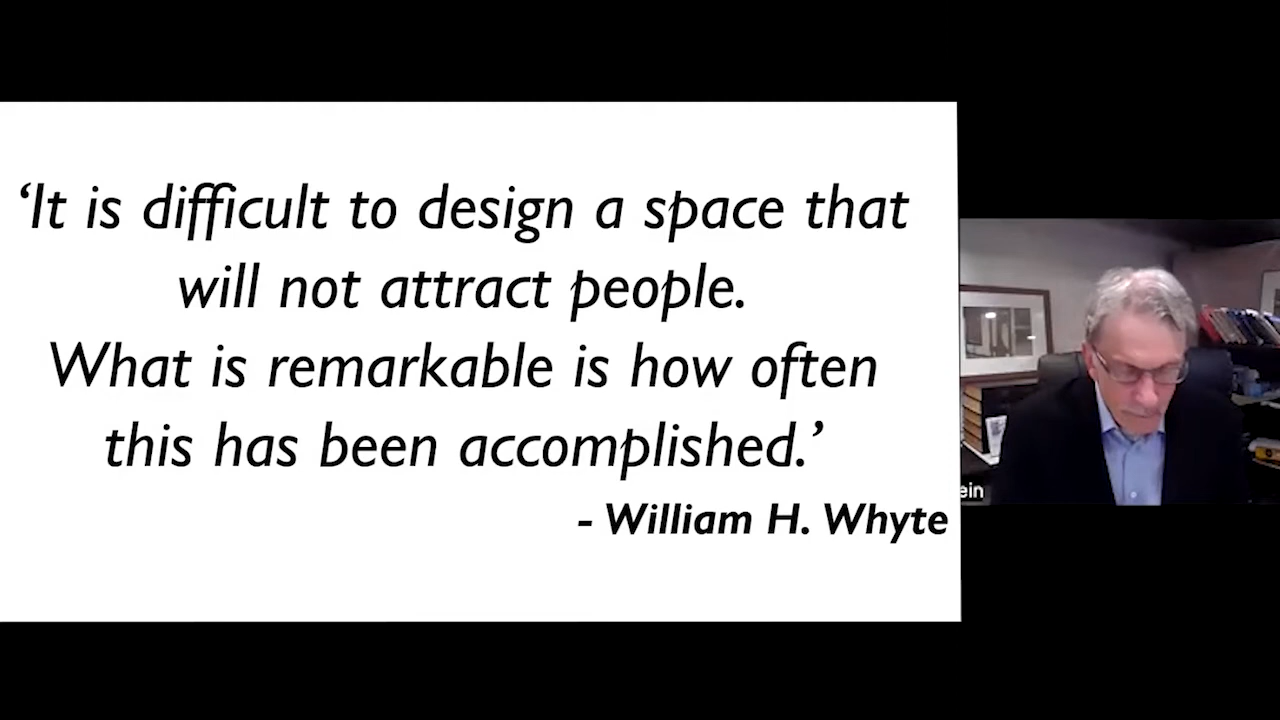 ‘It is difficult to design a space that
will not attract people.
What is remarkable is how often
this has been accomplished.’
- William H. Whyte
ein